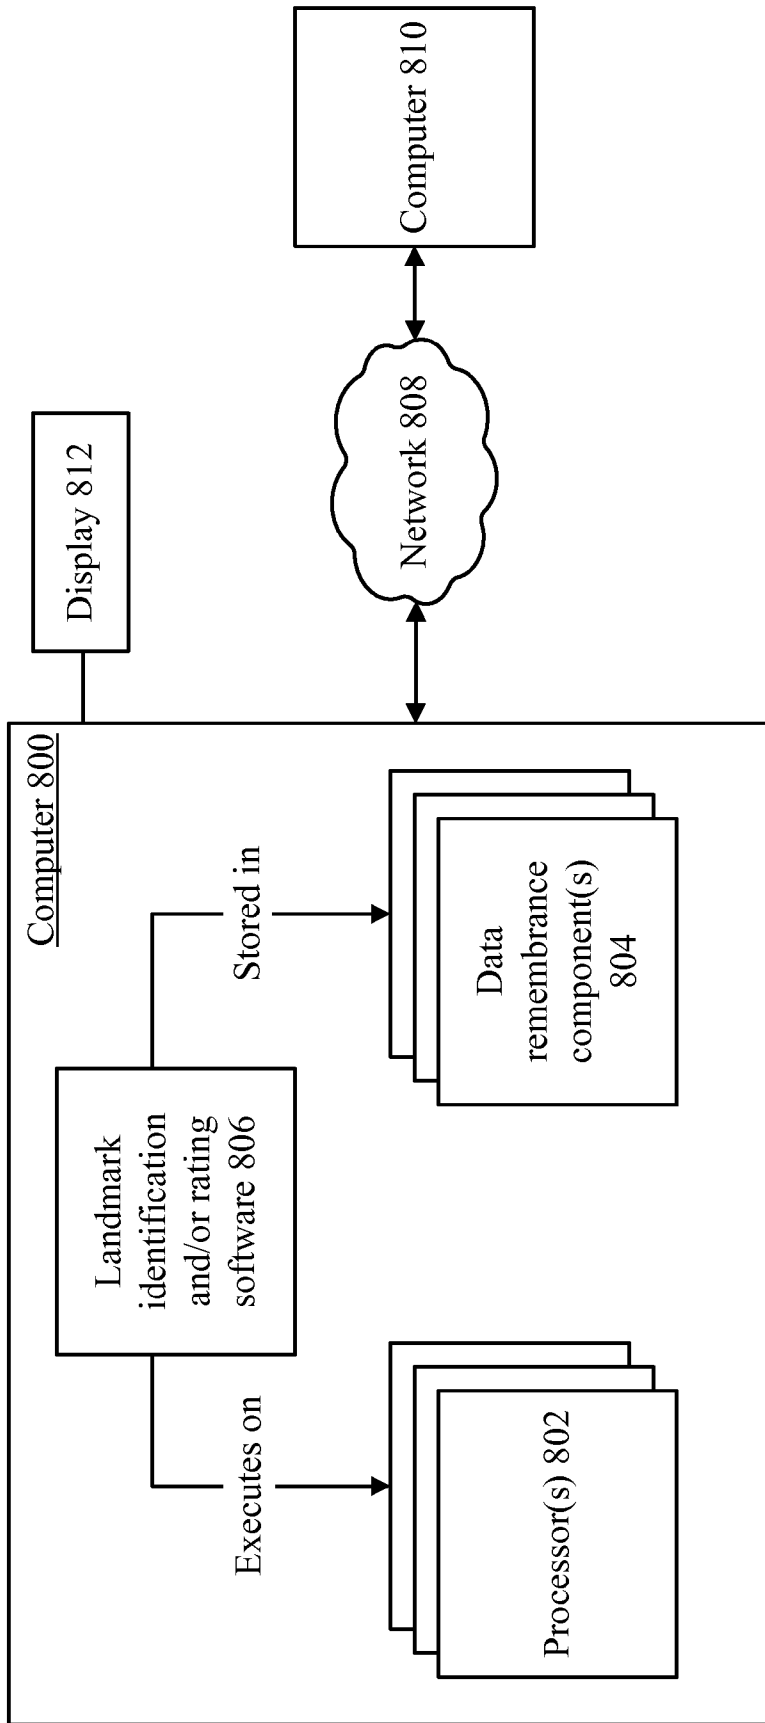 Computer 800
Landmark
identification
and/or rating
software 806
Executes on
Stored in
Processor(s) 802
Data
remembrance
component(s)
804
Display 812
Network 808
Computer 810